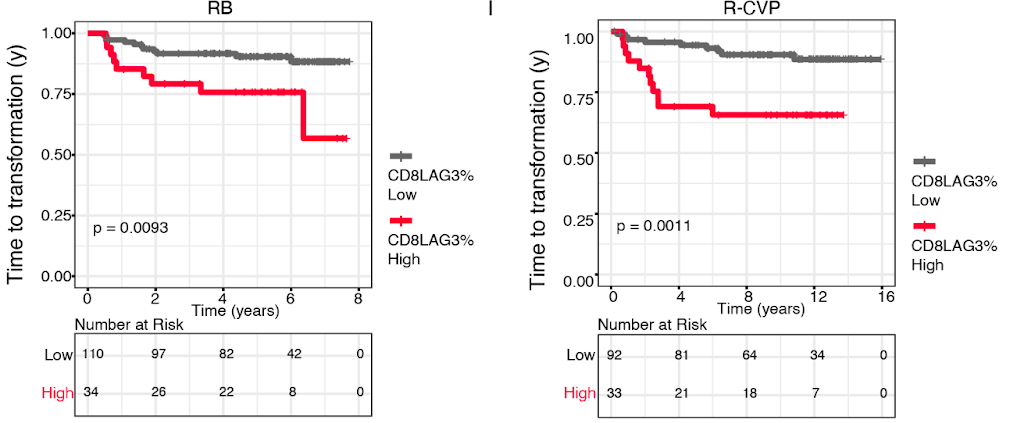 RB
Time to transformation (y)
1.00
0.75
0.50
0.25
0.00
p = 0.0093
0 2 4 6 8
Time (years)
CD8LAG3%
Low
CD8LAG3%
High
Number at Risk
Low 110 97 82 42 0
High 34 26 22 8 0
I
R-CVP
Time to transformation (y)
1.00
0.75
0.50
0.25
0.00
p = 0.0011
0 4 8 12 16
Time (years)
CD8LAG3%
Low
CD8LAG3%
High
Number at Risk
Low 92 81 64 34 0
High 33 21 18 7 0